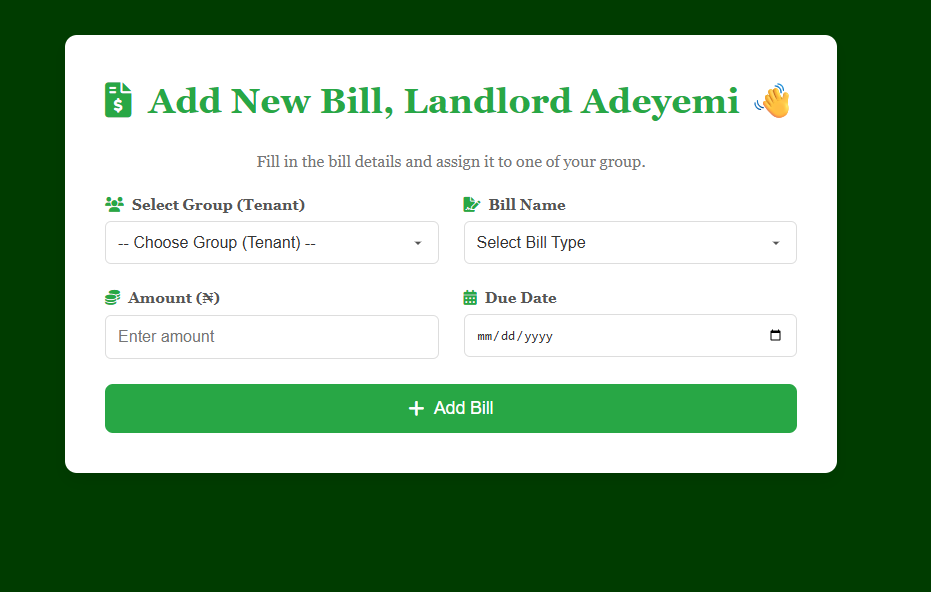 Add New Bill, Landlord Adeyemi 👋
Fill in the bill details and assign it to one of your group.
Select Group (Tenant)
Bill Name
-- Choose Group (Tenant) --
Select Bill Type
Amount (₦)
Due Date
Enter amount
mm/dd/yyyy
Add Bill